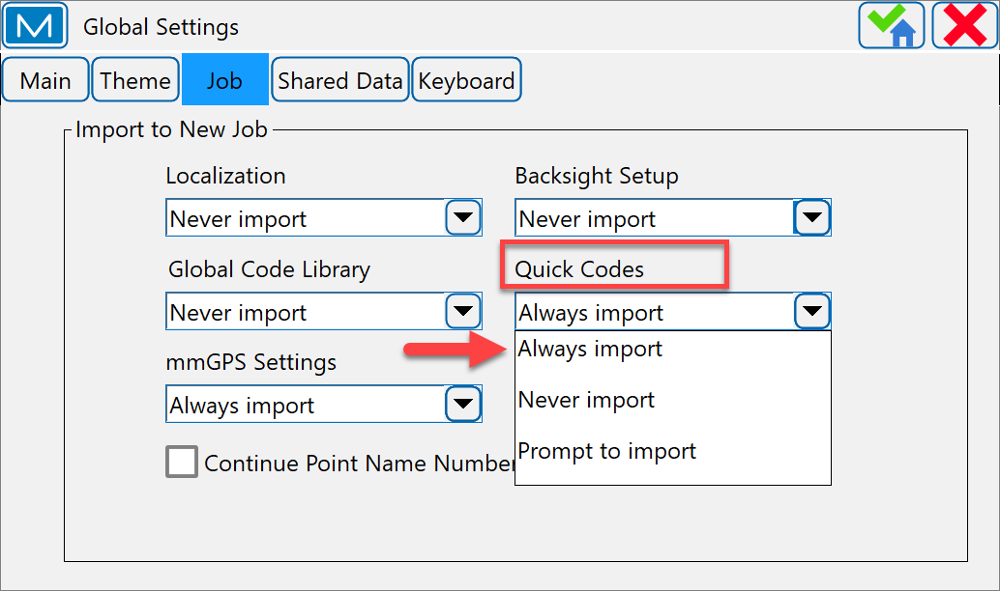 Global Settings
Main Theme Job Shared Data Keyboard
Import to New Job
Localization Backsight Setup
Never import Never import
Global Code Library Quick Codes
Never import Always import
Always import
mmGPS Settings
Never import
Always import
Prompt to import
Continue Point Name Number